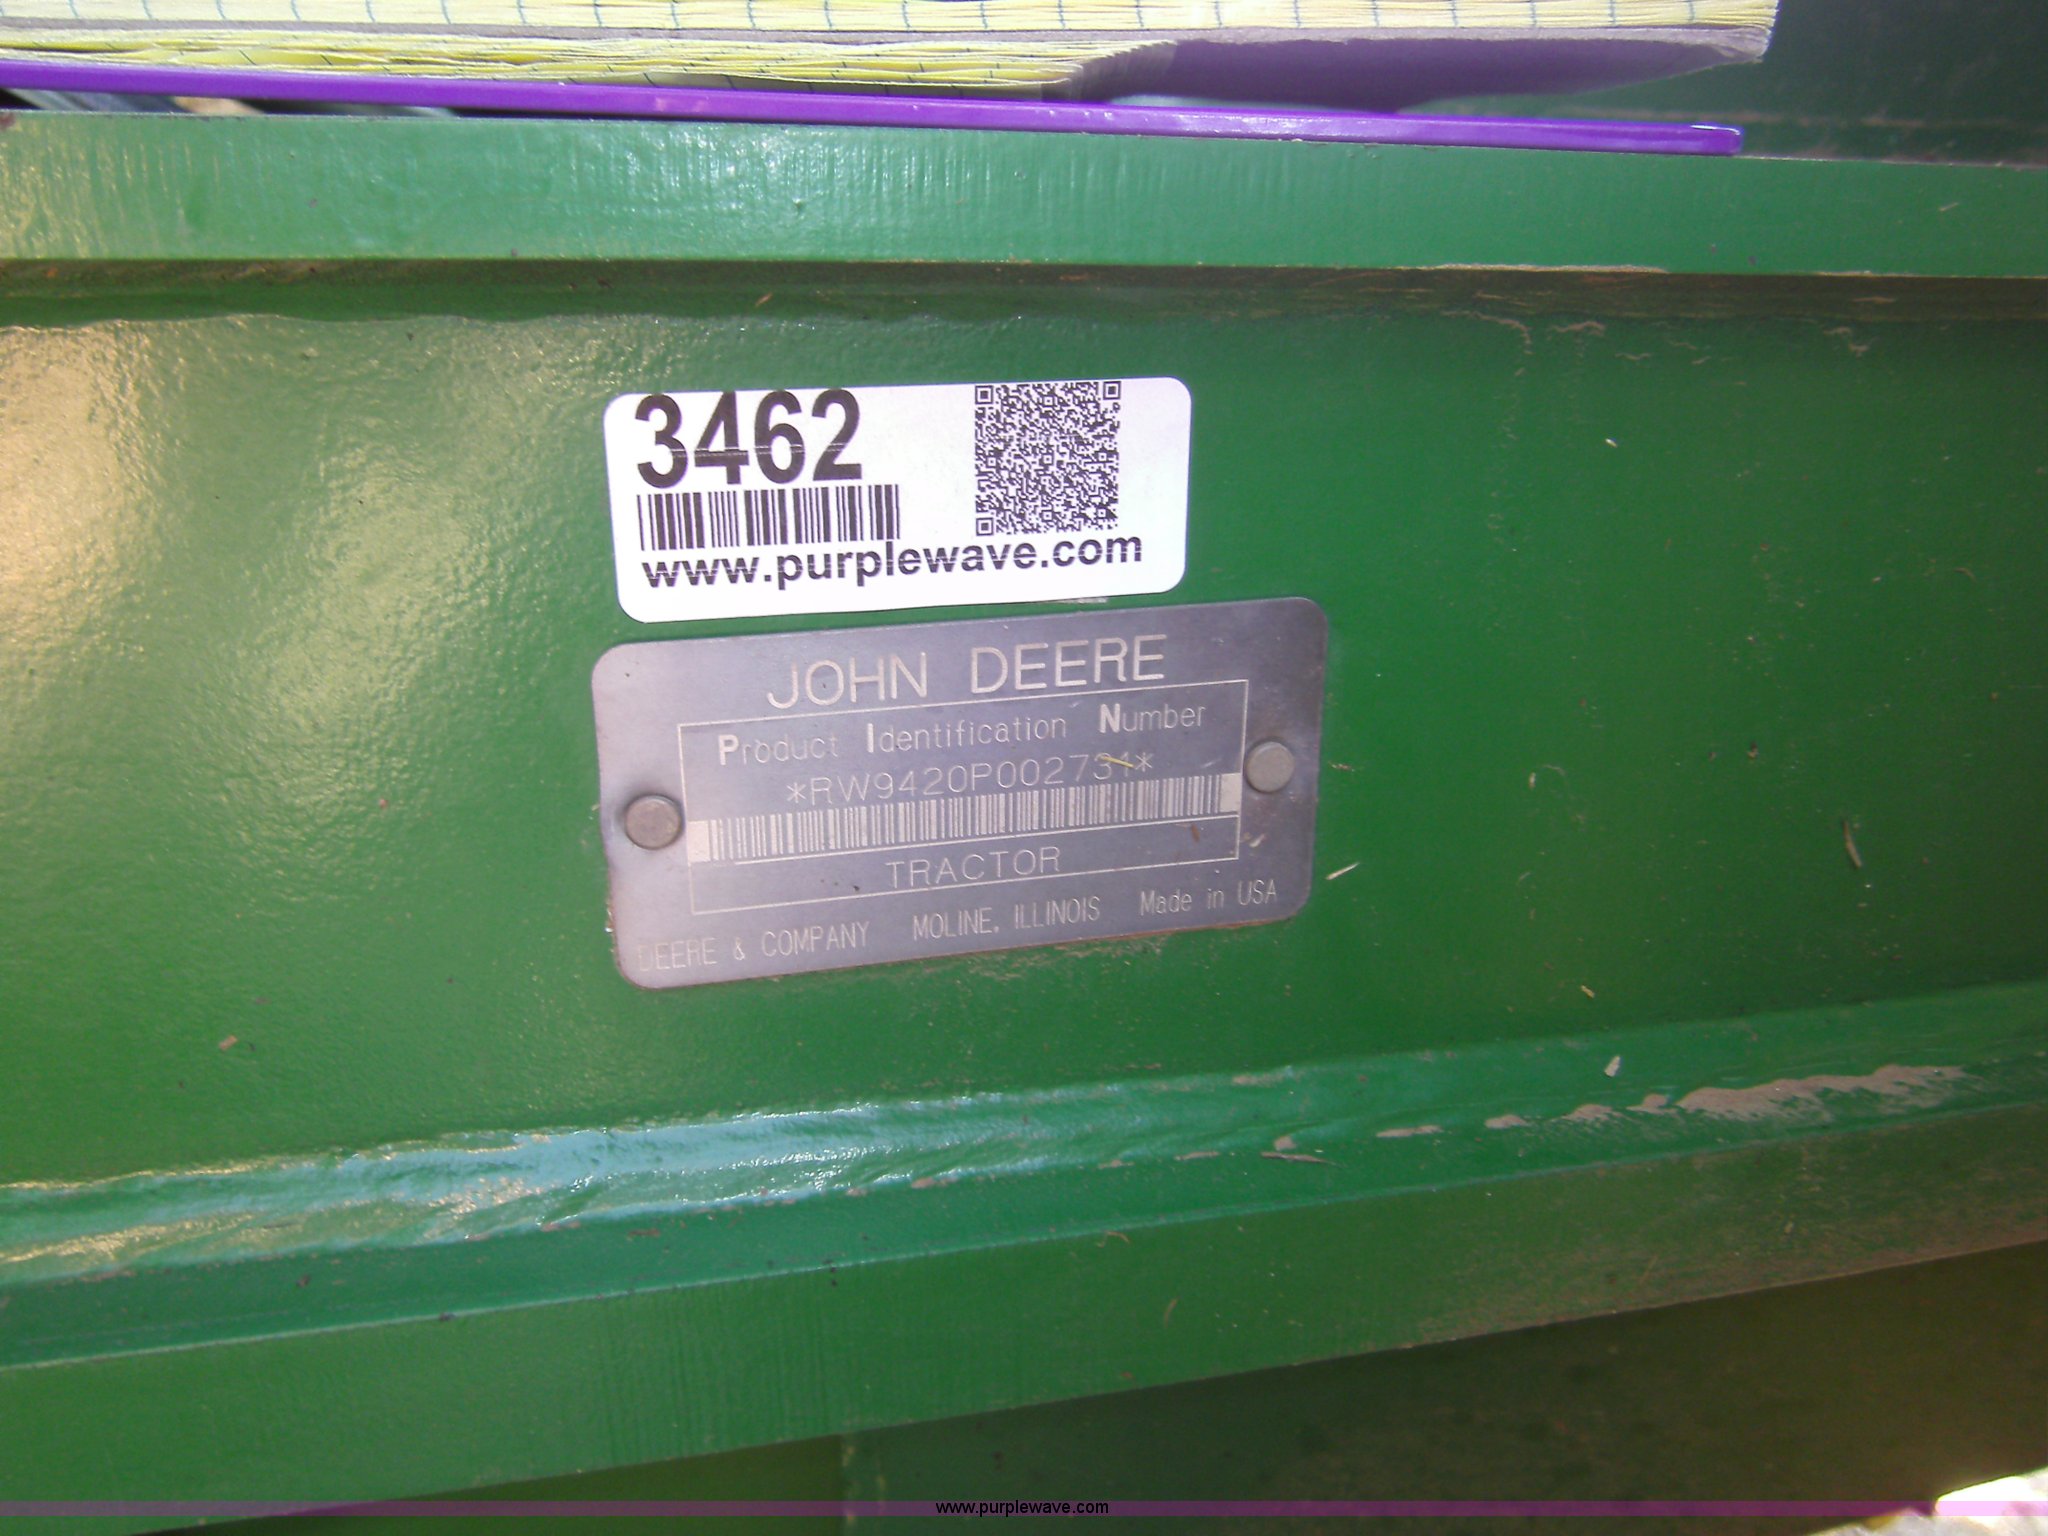 3462
www.purplewave.com
JOHN DEERE
Product Identification Number
*RW9420P002731*
TRACTOR
DEERE & COMPANY MOLINE, ILLINOIS Made in USA
www.purplewave.com